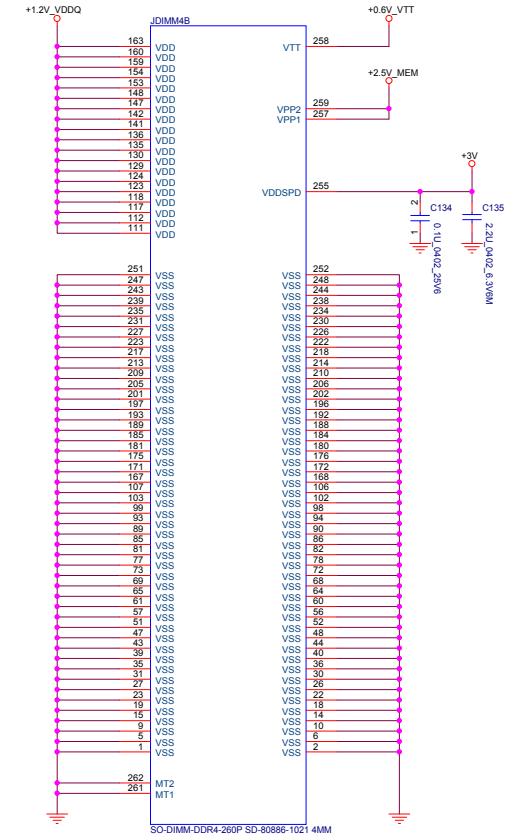 +1.2V_VDDQ +0.6V_VTT
JDIMM4B
163 VDD VTT 258
160 VDD
159 VDD +2.5V_MEM
154 VDD
153 VDD
148 VDD VPP2 259
147 VDD VPP1 257
142 VDD
141 VDD
136 VDD
135 VDD
130 VDD +3V
129 VDD
124 VDD
123 VDD VDDSPD 255
118 VDD 2 C134 C135
117 VDD
112 VDD 1 0.1U_0402_25V6 2.2U_0402_6.3V6M
111 VDD
251 VSS VSS 252
247 VSS VSS 248
243 VSS VSS 244
239 VSS VSS 238
235 VSS VSS 234
231 VSS VSS 230
227 VSS VSS 226
223 VSS VSS 222
217 VSS VSS 218
213 VSS VSS 214
209 VSS VSS 210
205 VSS VSS 206
201 VSS VSS 202
197 VSS VSS 196
193 VSS VSS 192
189 VSS VSS 188
185 VSS VSS 184
181 VSS VSS 180
175 VSS VSS 176
171 VSS VSS 172
167 VSS VSS 168
107 VSS VSS 106
103 VSS VSS 102
99 VSS VSS 98
93 VSS VSS 94
89 VSS VSS 90
85 VSS VSS 86
81 VSS VSS 82
77 VSS VSS 78
73 VSS VSS 72
69 VSS VSS 68
65 VSS VSS 64
61 VSS VSS 60
57 VSS VSS 56
51 VSS VSS 52
47 VSS VSS 48
43 VSS VSS 44
39 VSS VSS 40
35 VSS VSS 36
31 VSS VSS 30
27 VSS VSS 26
23 VSS VSS 22
19 VSS VSS 18
15 VSS VSS 14
9 VSS VSS 10
5 VSS VSS 6
1 VSS VSS 2
262 MT2
261 MT1
SO-DIMM-DDR4-260P SD-80886-1021 4MM